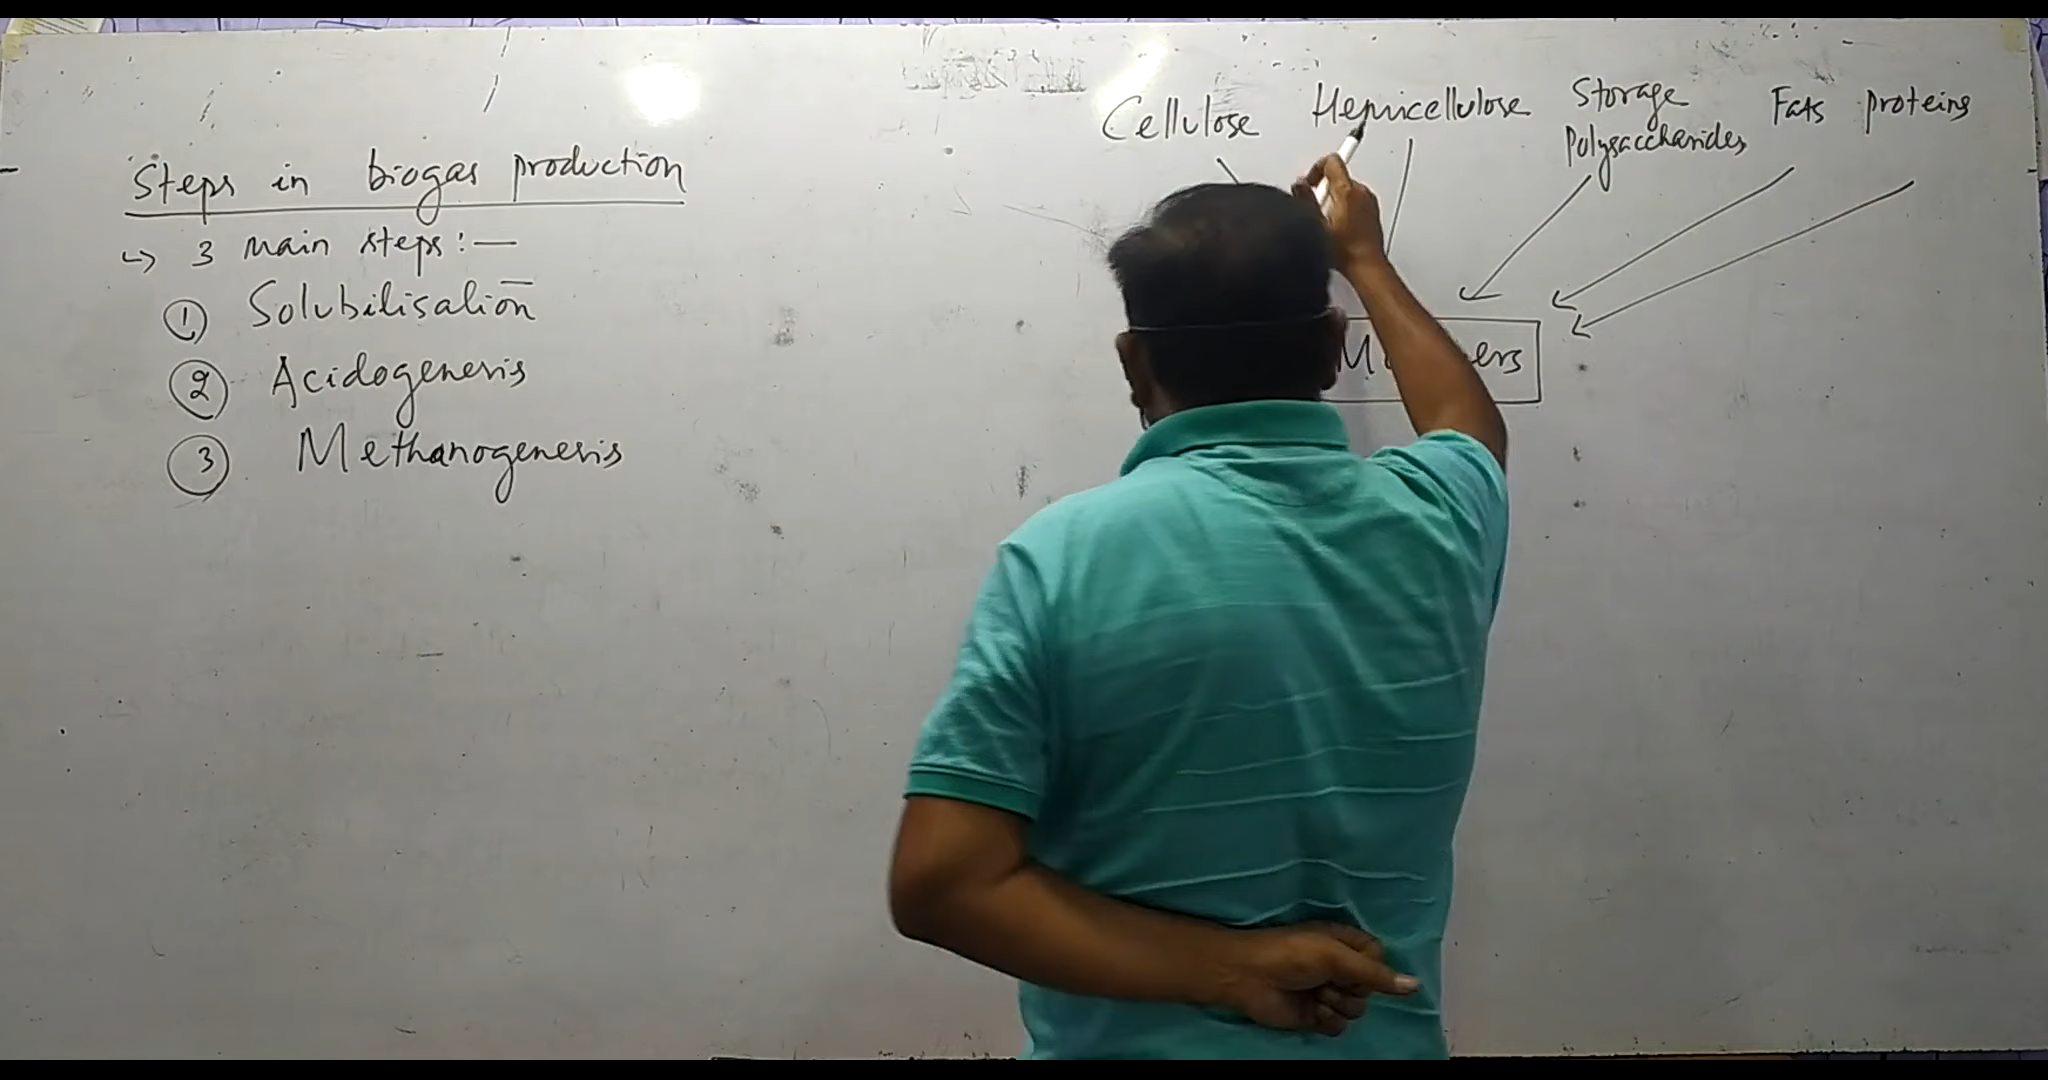 Steps in biogas production
↳ 3 main steps:—
① Solubilisation
② Acidogenesis
③ Methanogenesis
Cellulose Hemicellulose Storage Polysaccharides Fats proteins